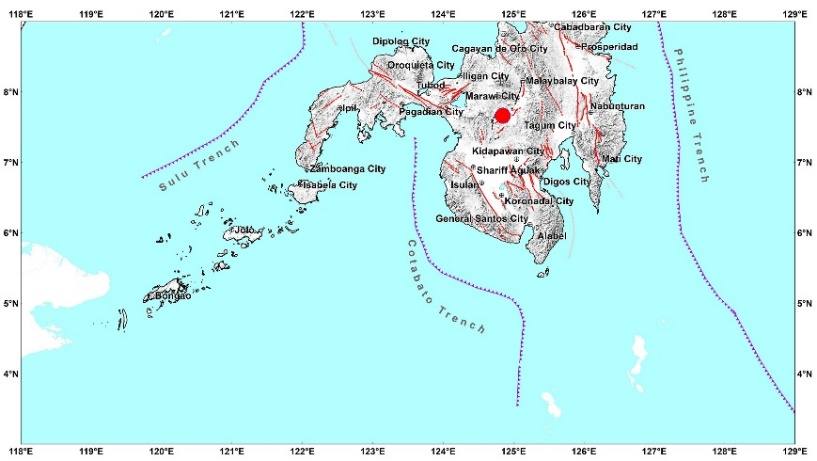 118°E 119°E 120°E 121°E 122°E 123°E 124°E 125°E 126°E 127°E 128°E 129°E
Cabadbaran City
Dipolog City
Cagayan de Oro City
Prosperidad
Oroquieta City
Iligan City
Malaybalay City
Tubod
8°N
8°N
Marawi City
Ipil
Pagadian City
Nabunturan
Tagum City
Philippine Trench
Kidapawan City
Sulu Trench
Mati City
7°N
7°N
Zamboanga City
Shariff Aguak
Isabela City
Isulan
Digos City
Koronadal City
General Santos City
6°N
6°N
Jolo
Alabel
Cotabato Trench
Bongao
5°N
5°N
4°N
4°N
118°E 119°E 120°E 121°E 122°E 123°E 124°E 125°E 126°E 127°E 128°E 129°E